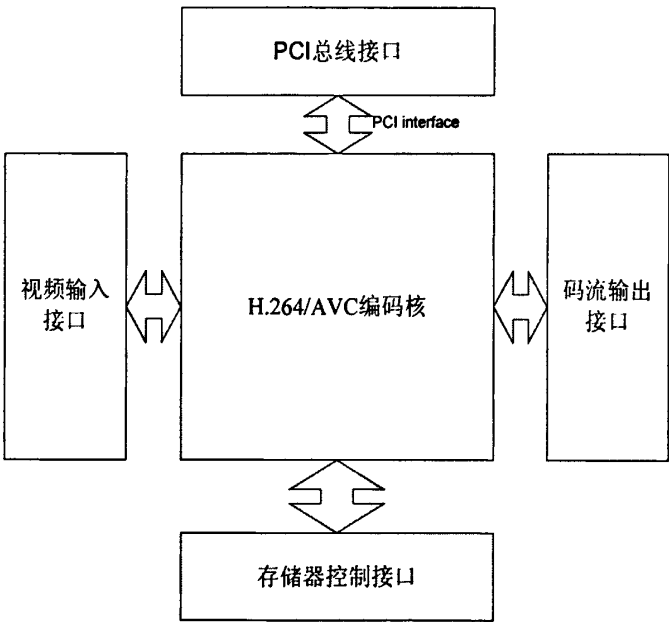 PCI总线接口
PCI interface
视频输入
接口
H.264/AVC编码核
码流输出
接口
存储器控制接口